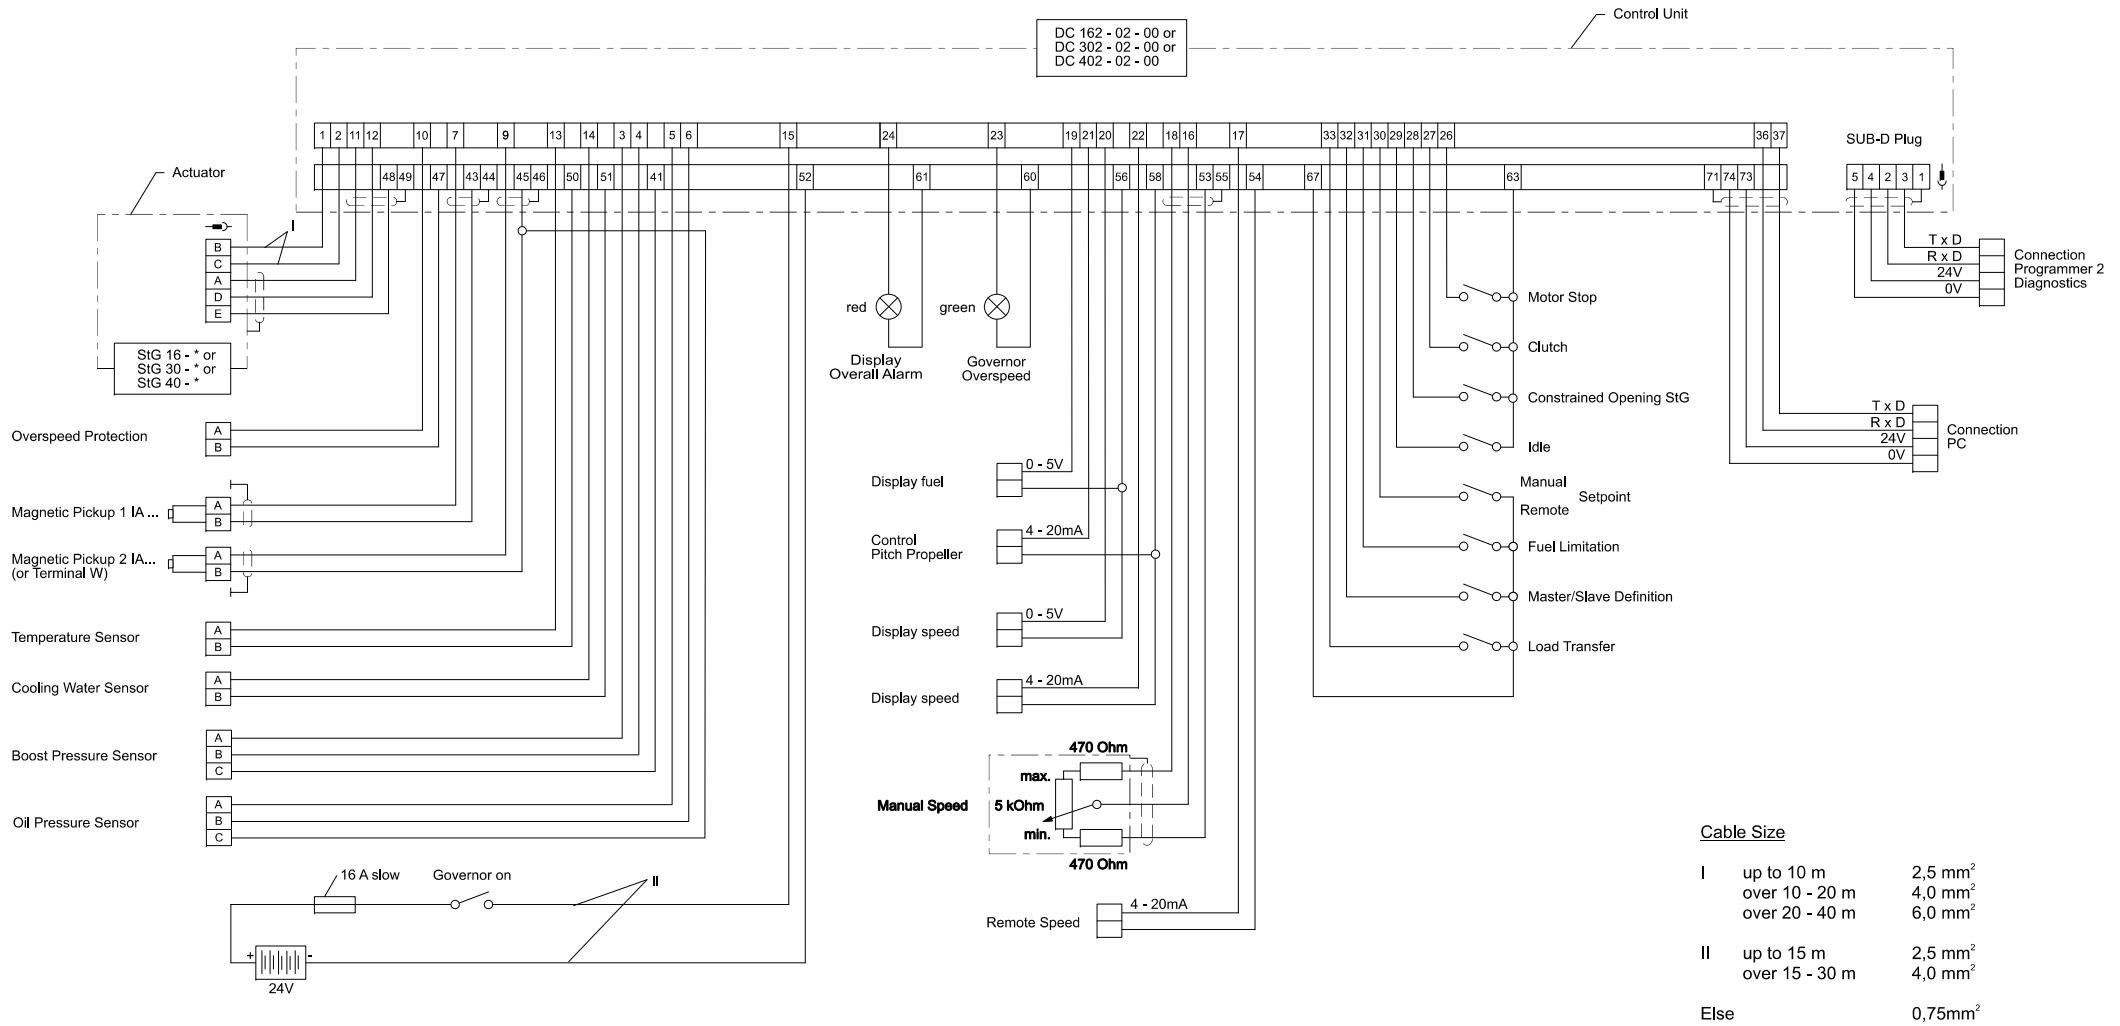 Control Unit
DC 162 - 02 - 00 or
DC 302 - 02 - 00 or
DC 402 - 02 - 00
1 2 11 12 10 7 9 13 14 3 4 5 6 15 24 23 19 21 20 22 18 16 17 33 32 31 30 29 28 27 26 36 37
SUB-D Plug
48 49 47 43 44 45 46 50 51 41 52 61 60 56 58 53 55 54 67 63 71 74 73
5 4 2 3 1
Actuator
I
B
C
A
D
E
StG 16 - * or
StG 30 - * or
StG 40 - *
Overspeed Protection
A
B
Magnetic Pickup 1 IA ...
A
B
Magnetic Pickup 2 IA...
(or Terminal W)
A
B
Temperature Sensor
A
B
Cooling Water Sensor
A
B
Boost Pressure Sensor
A
B
C
Oil Pressure Sensor
A
B
C
16 A slow
Governor on
II
+
-
24V
red
Display
Overall Alarm
green
Governor
Overspeed
Display fuel
0 - 5V
Control
Pitch Propeller
4 - 20mA
Display speed
0 - 5V
Display speed
4 - 20mA
470 Ohm
max.
Manual Speed
5 kOhm
min.
470 Ohm
Remote Speed
4 - 20mA
Motor Stop
Clutch
Constrained Opening StG
Idle
Manual
Setpoint
Remote
Fuel Limitation
Master/Slave Definition
Load Transfer
T x D
R x D
24V
0V
Connection
Programmer 2
Diagnostics
T x D
R x D
24V
0V
Connection
PC
Cable Size
I up to 10 m 2,5 mm²
over 10 - 20 m 4,0 mm²
over 20 - 40 m 6,0 mm²
II up to 15 m 2,5 mm²
over 15 - 30 m 4,0 mm²
Else 0,75mm²